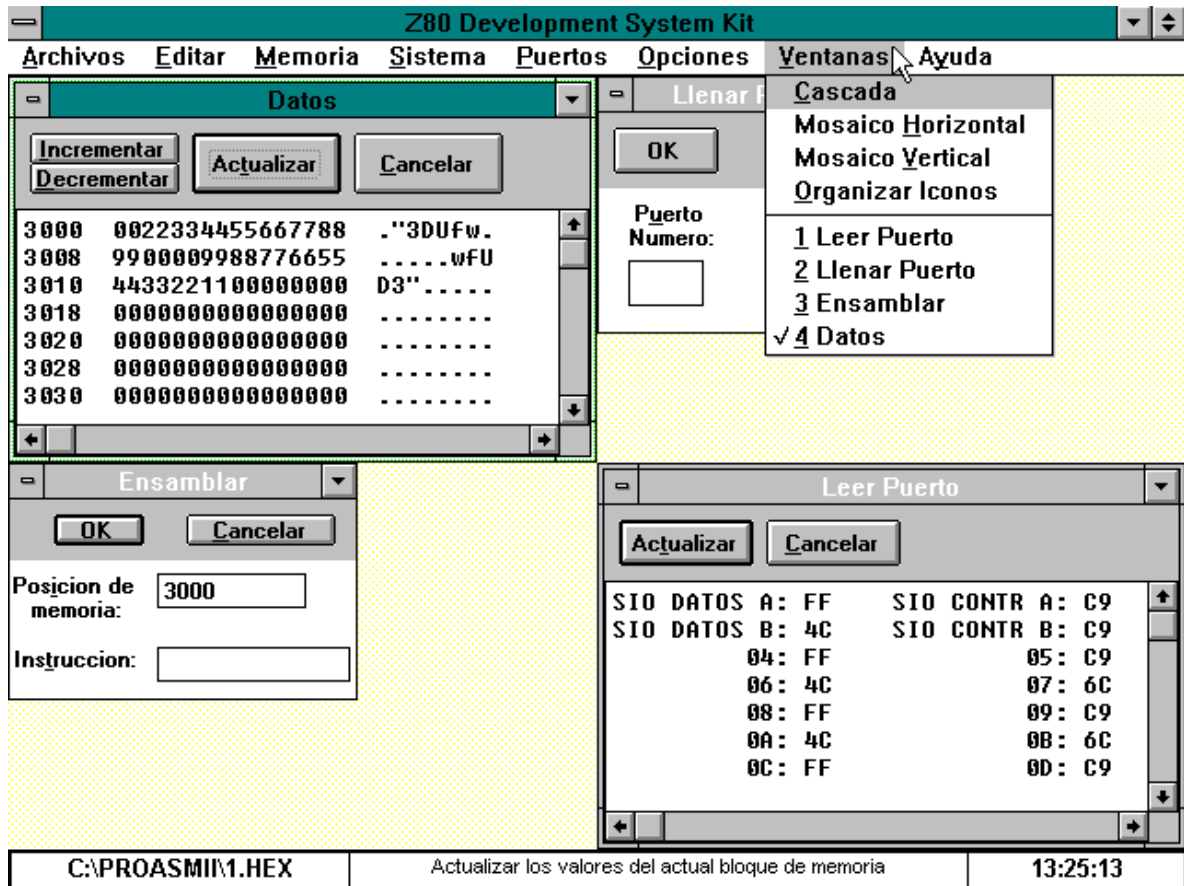 Z80 Development System Kit
Archivos Editar Memoria Sistema Puertos Opciones Ventanas Ayuda
Datos
Incrementar
Decrementar
Actualizar
Cancelar
3000 0022334455667788 ."3DUfw.
3008 9900009988776655 .....wfU
3010 4433221100000000 D3".....
3018 0000000000000000 ........
3020 0000000000000000 ........
3028 0000000000000000 ........
3030 0000000000000000 ........
Llenar
OK
Puerto
Numero:
Cascada
Mosaico Horizontal
Mosaico Vertical
Organizar Iconos
1 Leer Puerto
2 Llenar Puerto
3 Ensamblar
√ 4 Datos
Ensamblar
OK Cancelar
Posicion de
memoria:
3000
Instruccion:
Leer Puerto
Actualizar Cancelar
SIO DATOS A: FF SIO CONTR A: C9
SIO DATOS B: 4C SIO CONTR B: C9
04: FF 05: C9
06: 4C 07: 6C
08: FF 09: C9
0A: 4C 0B: 6C
0C: FF 0D: C9
C:\PROASMII\1.HEX
Actualizar los valores del actual bloque de memoria
13:25:13